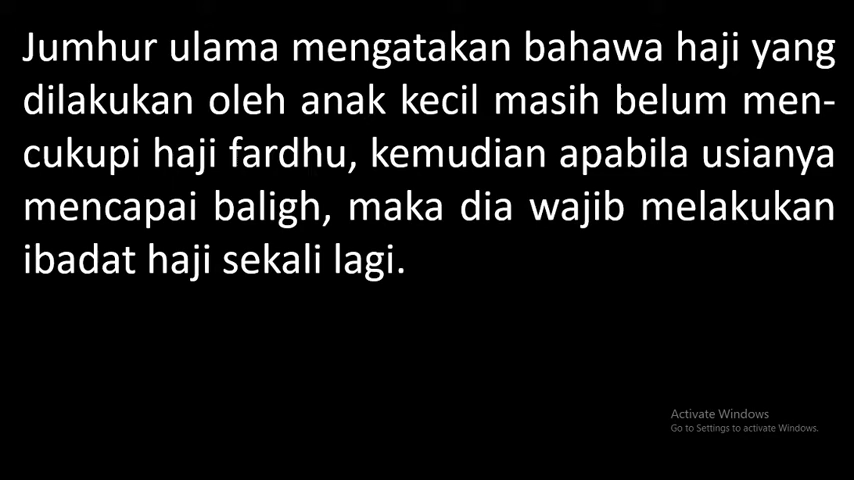 Jumhur ulama mengatakan bahawa haji yang
dilakukan oleh anak kecil masih belum men-
cukupi haji fardhu, kemudian apabila usianya
mencapai baligh, maka dia wajib melakukan
ibadat haji sekali lagi.
Activate Windows
Go to Settings to activate Windows.